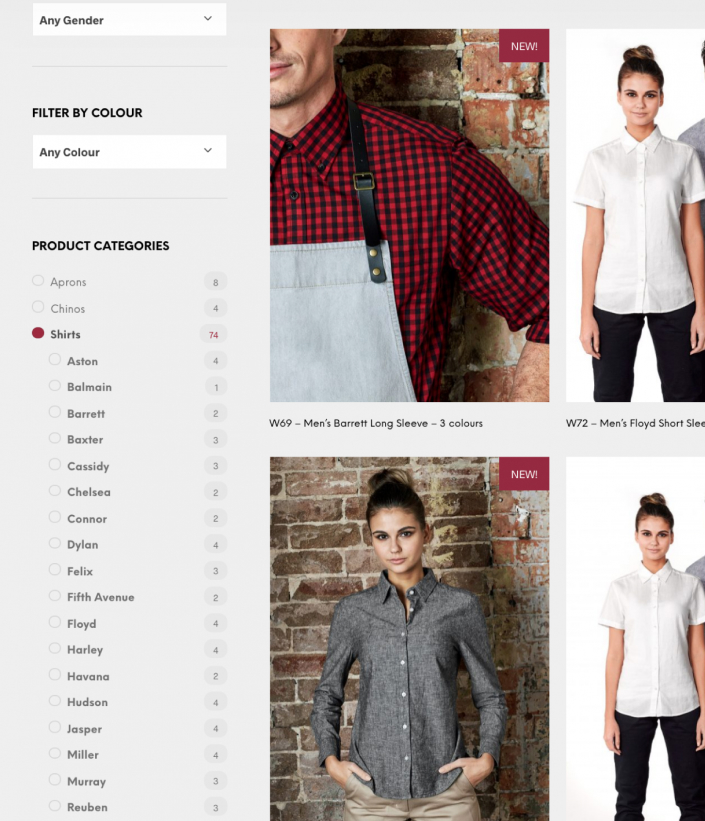 Any Gender
FILTER BY COLOUR
Any Colour
PRODUCT CATEGORIES
Aprons 8
Chinos 4
Shirts 74
Aston 4
Balmain 1
Barrett 2
Baxter 3
Cassidy 3
Chelsea 2
Connor 2
Dylan 4
Felix 3
Fifth Avenue 2
Floyd 4
Harley 4
Havana 2
Hudson 4
Jasper 4
Miller 4
Murray 3
Reuben 3
NEW!
W69 – Men's Barrett Long Sleeve – 3 colours
W72 – Men's Floyd Short Slee
NEW!